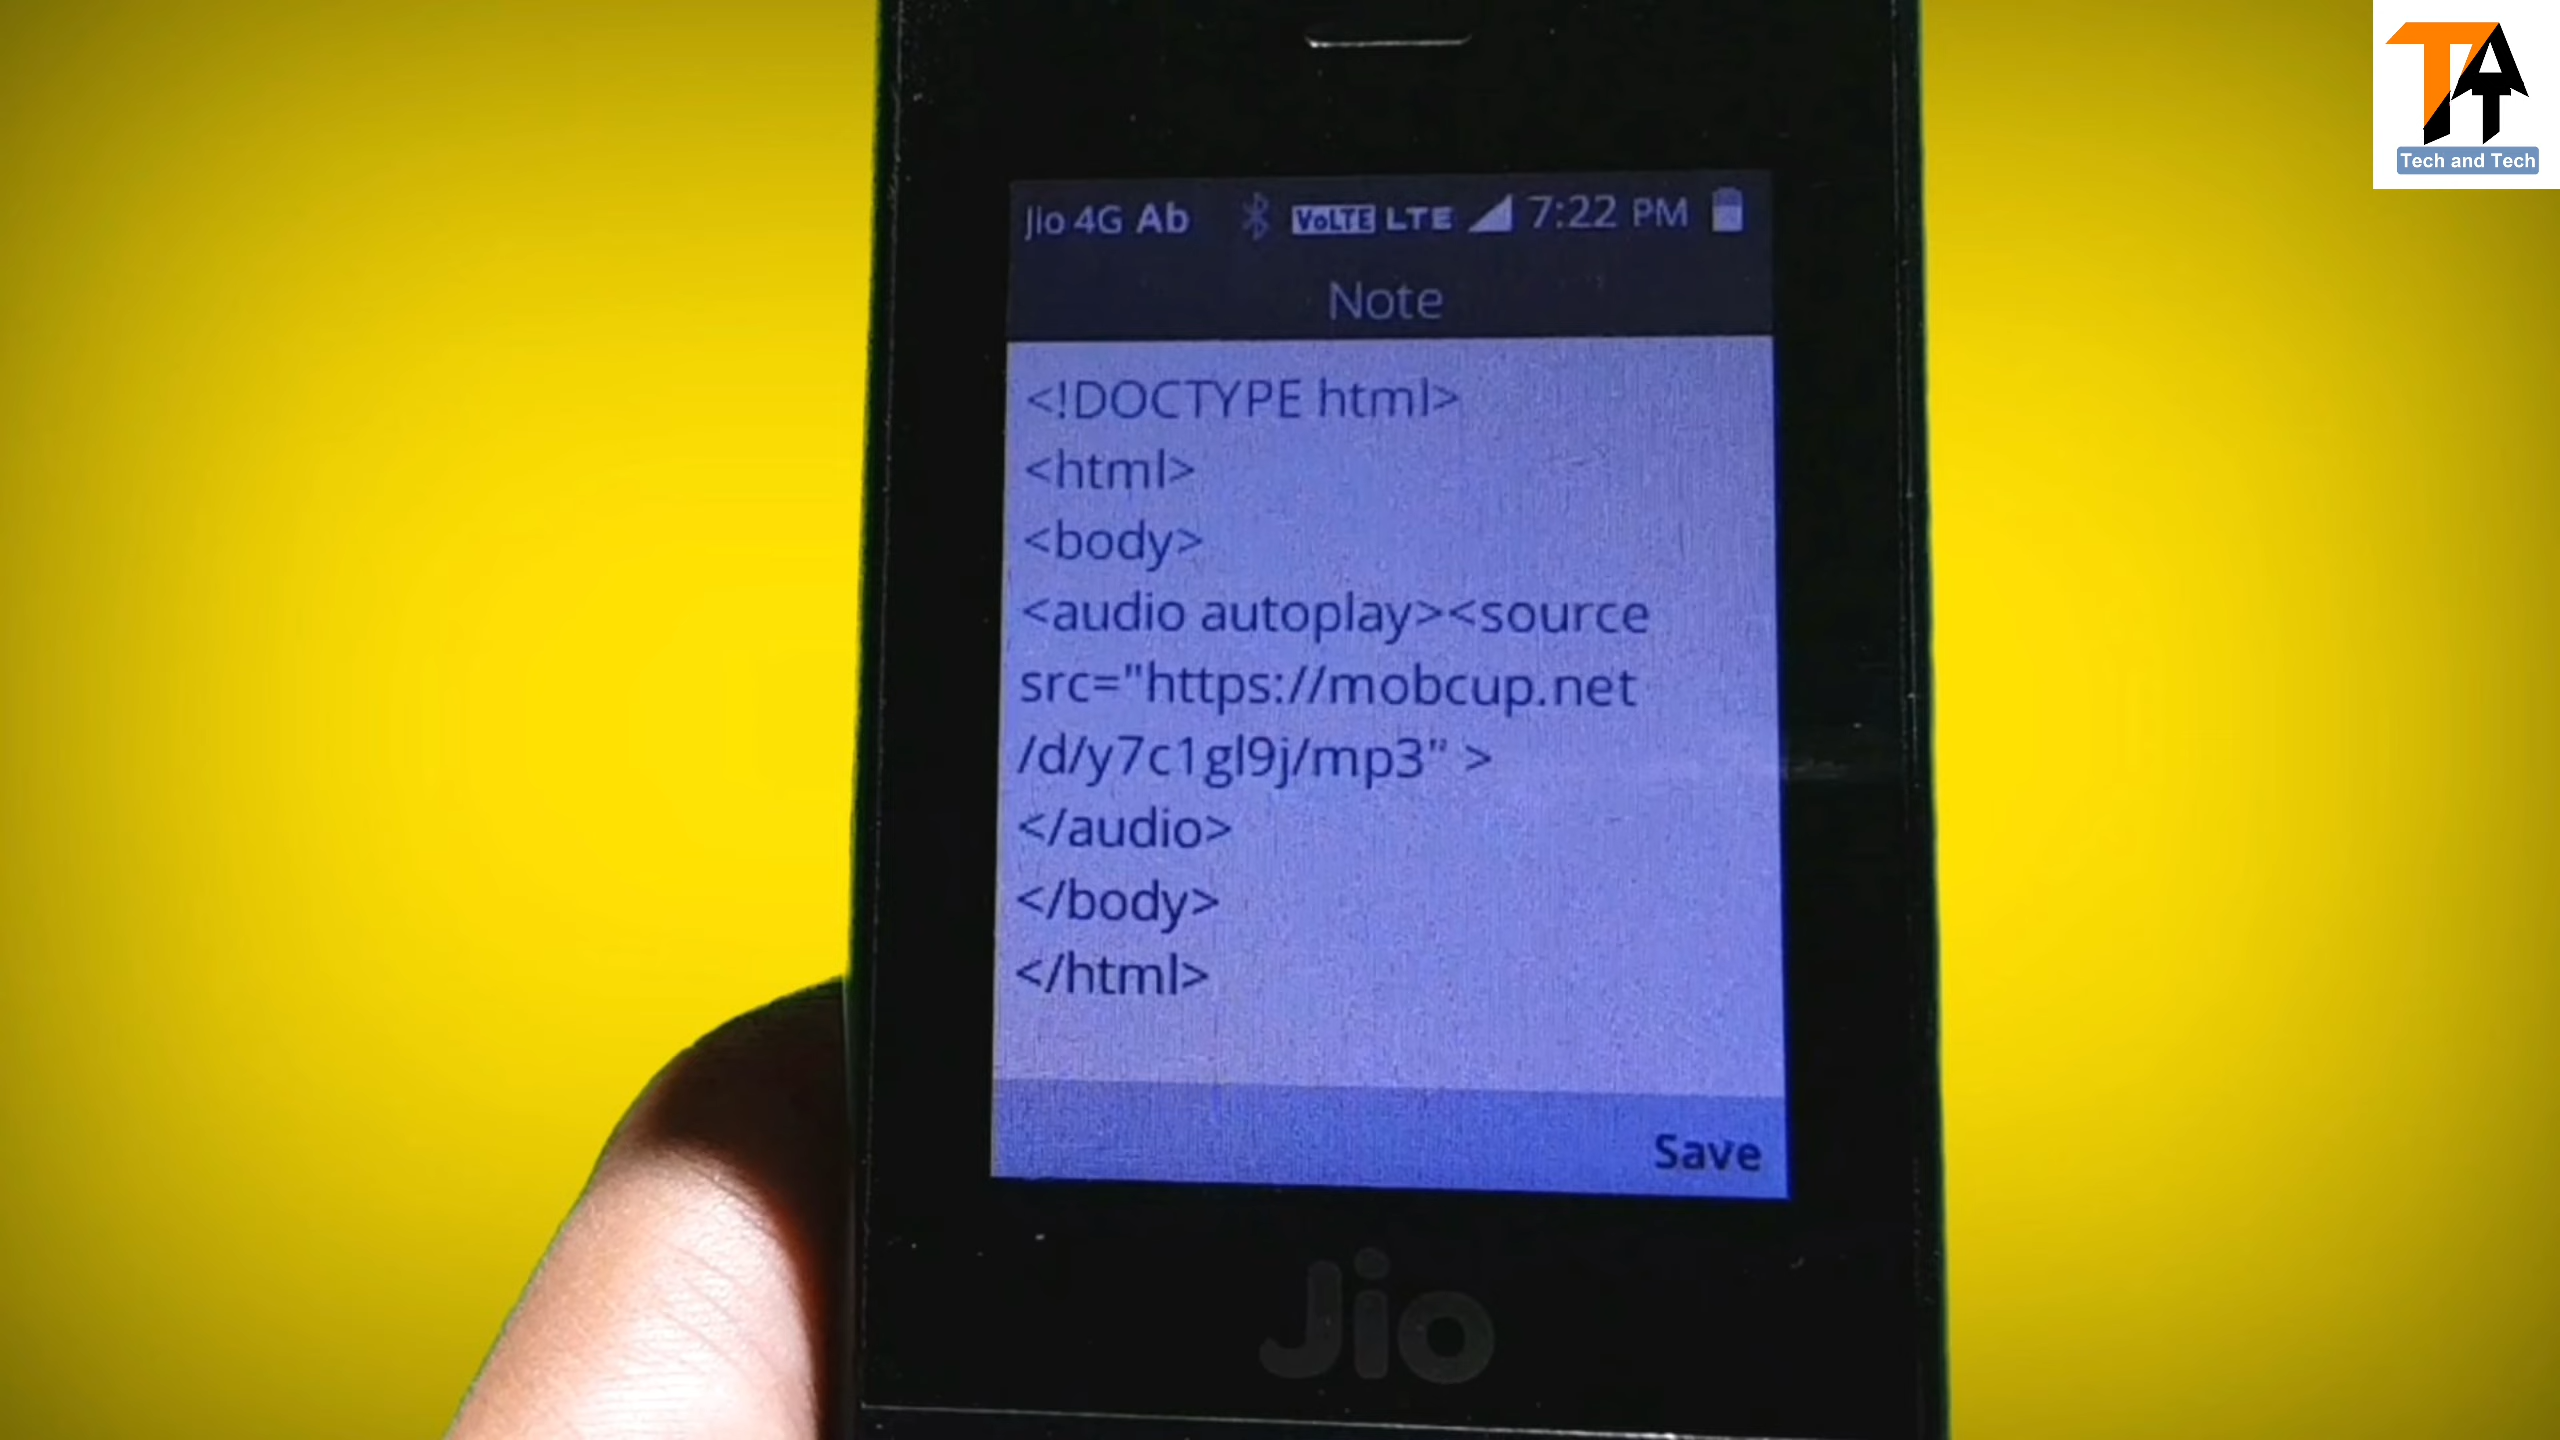 TAT
Tech and Tech
Jio 4G Ab VoLTE LTE 7:22 PM
Note
<!DOCTYPE html>
<html>
<body>
<audio autoplay><source
src="https://mobcup.net
/d/y7c1gl9j/mp3" >
</audio>
</body>
</html>
Save
Jio